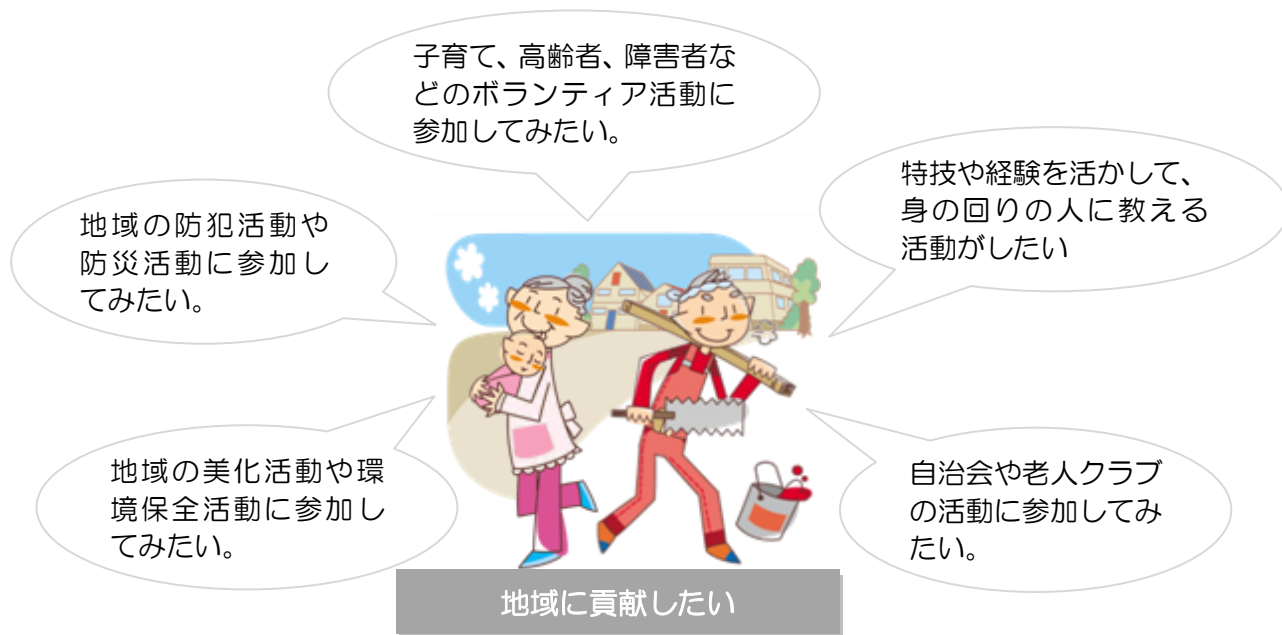 子育て、高齢者、障害者な
どのボランティア活動に
参加してみたい。
特技や経験を活かして、
身の回りの人に教える
活動がしたい
地域の防犯活動や
防災活動に参加し
てみたい。
地域の美化活動や環
境保全活動に参加し
てみたい。
自治会や老人クラブ
の活動に参加してみ
たい。
地域に貢献したい